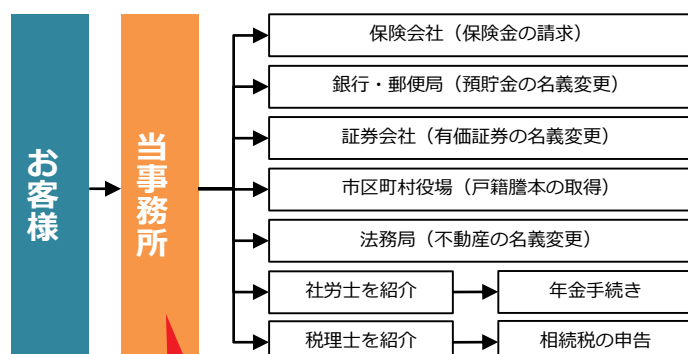 お客様
当事務所
保険会社（保険金の請求）
銀行・郵便局（預貯金の名義変更）
証券会社（有価証券の名義変更）
市区町村役場（戸籍謄本の取得）
法務局（不動産の名義変更）
社労士を紹介
年金手続き
税理士を紹介
相続税の申告